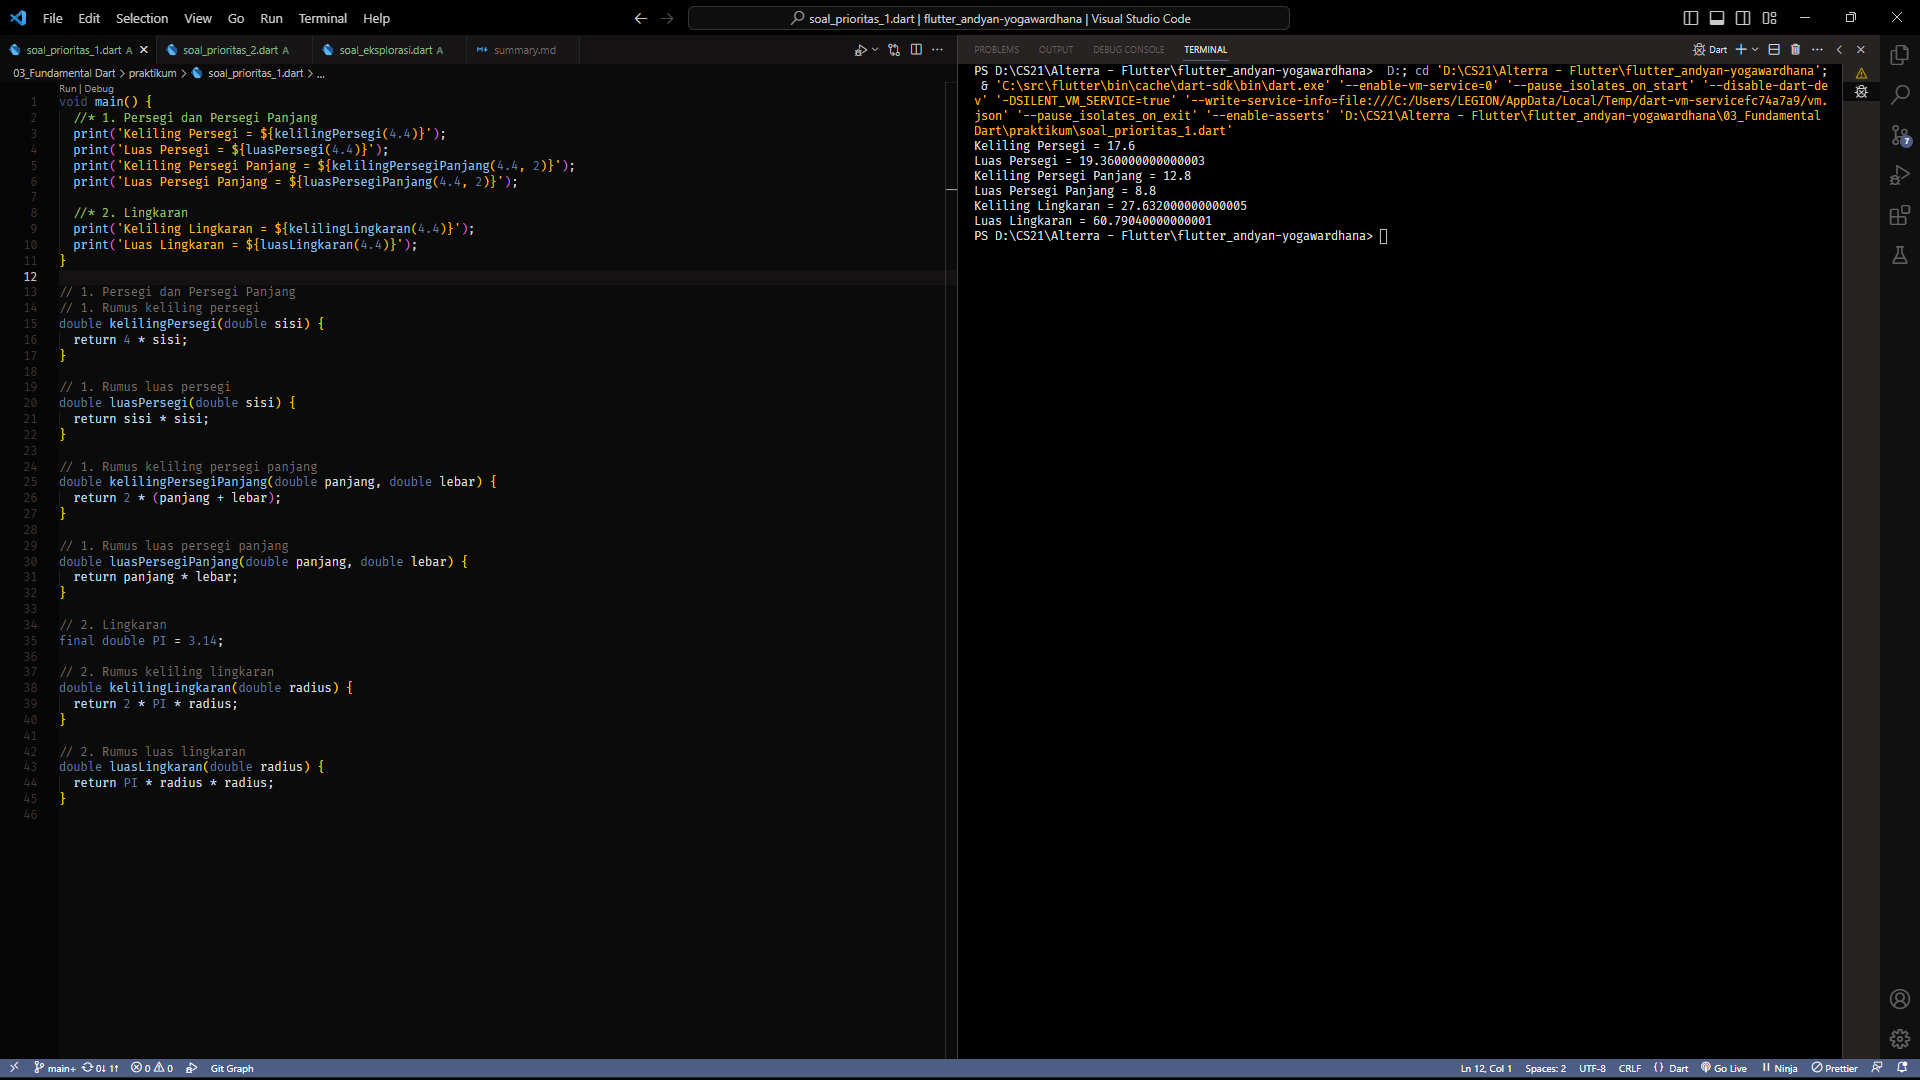 File Edit Selection View Go Run Terminal Help
soal_prioritas_1.dart | flutter_andyan-yogawardhana | Visual Studio Code
soal_prioritas_1.dart A soal_prioritas_2.dart A soal_eksplorasi.dart A summary.md
03_Fundamental Dart > praktikum > soal_prioritas_1.dart > ...
Run | Debug
1 void main() {
2 //* 1. Persegi dan Persegi Panjang
3 print('Keliling Persegi = ${kelilingPersegi(4.4)}');
4 print('Luas Persegi = ${luasPersegi(4.4)}');
5 print('Keliling Persegi Panjang = ${kelilingPersegiPanjang(4.4, 2)}');
6 print('Luas Persegi Panjang = ${luasPersegiPanjang(4.4, 2)}');
7
8 //* 2. Lingkaran
9 print('Keliling Lingkaran = ${kelilingLingkaran(4.4)}');
10 print('Luas Lingkaran = ${luasLingkaran(4.4)}');
11 }
12
13 // 1. Persegi dan Persegi Panjang
14 // 1. Rumus keliling persegi
15 double kelilingPersegi(double sisi) {
16 return 4 * sisi;
17 }
18
19 // 1. Rumus luas persegi
20 double luasPersegi(double sisi) {
21 return sisi * sisi;
22 }
23
24 // 1. Rumus keliling persegi panjang
25 double kelilingPersegiPanjang(double panjang, double lebar) {
26 return 2 * (panjang + lebar);
27 }
28
29 // 1. Rumus luas persegi panjang
30 double luasPersegiPanjang(double panjang, double lebar) {
31 return panjang * lebar;
32 }
33
34 // 2. Lingkaran
35 final double PI = 3.14;
36
37 // 2. Rumus keliling lingkaran
38 double kelilingLingkaran(double radius) {
39 return 2 * PI * radius;
40 }
41
42 // 2. Rumus luas lingkaran
43 double luasLingkaran(double radius) {
44 return PI * radius * radius;
45 }
46
PROBLEMS OUTPUT DEBUG CONSOLE TERMINAL Dart
PS D:\CS21\Alterra - Flutter\flutter_andyan-yogawardhana> D:; cd 'D:\CS21\Alterra - Flutter\flutter_andyan-yogawardhana';
& 'C:\src\flutter\bin\cache\dart-sdk\bin\dart.exe' '--enable-vm-service=0' '--pause_isolates_on_start' '--disable-dart-de
v' '-DSILENT_VM_SERVICE=true' '--write-service-info=file:///C:/Users/LEGION/AppData/Local/Temp/dart-vm-servicefc74a7a9/vm.
json' '--pause_isolates_on_exit' '--enable-asserts' 'D:\CS21\Alterra - Flutter\flutter_andyan-yogawardhana\03_Fundamental
Dart\praktikum\soal_prioritas_1.dart'
Keliling Persegi = 17.6
Luas Persegi = 19.360000000000003
Keliling Persegi Panjang = 12.8
Luas Persegi Panjang = 8.8
Keliling Lingkaran = 27.632000000000005
Luas Lingkaran = 60.79040000000001
PS D:\CS21\Alterra - Flutter\flutter_andyan-yogawardhana>
7
main+ 0↓ 1↑ 0 0 Git Graph
Ln 12, Col 1 Spaces: 2 UTF-8 CRLF {} Dart Go Live Ninja Prettier